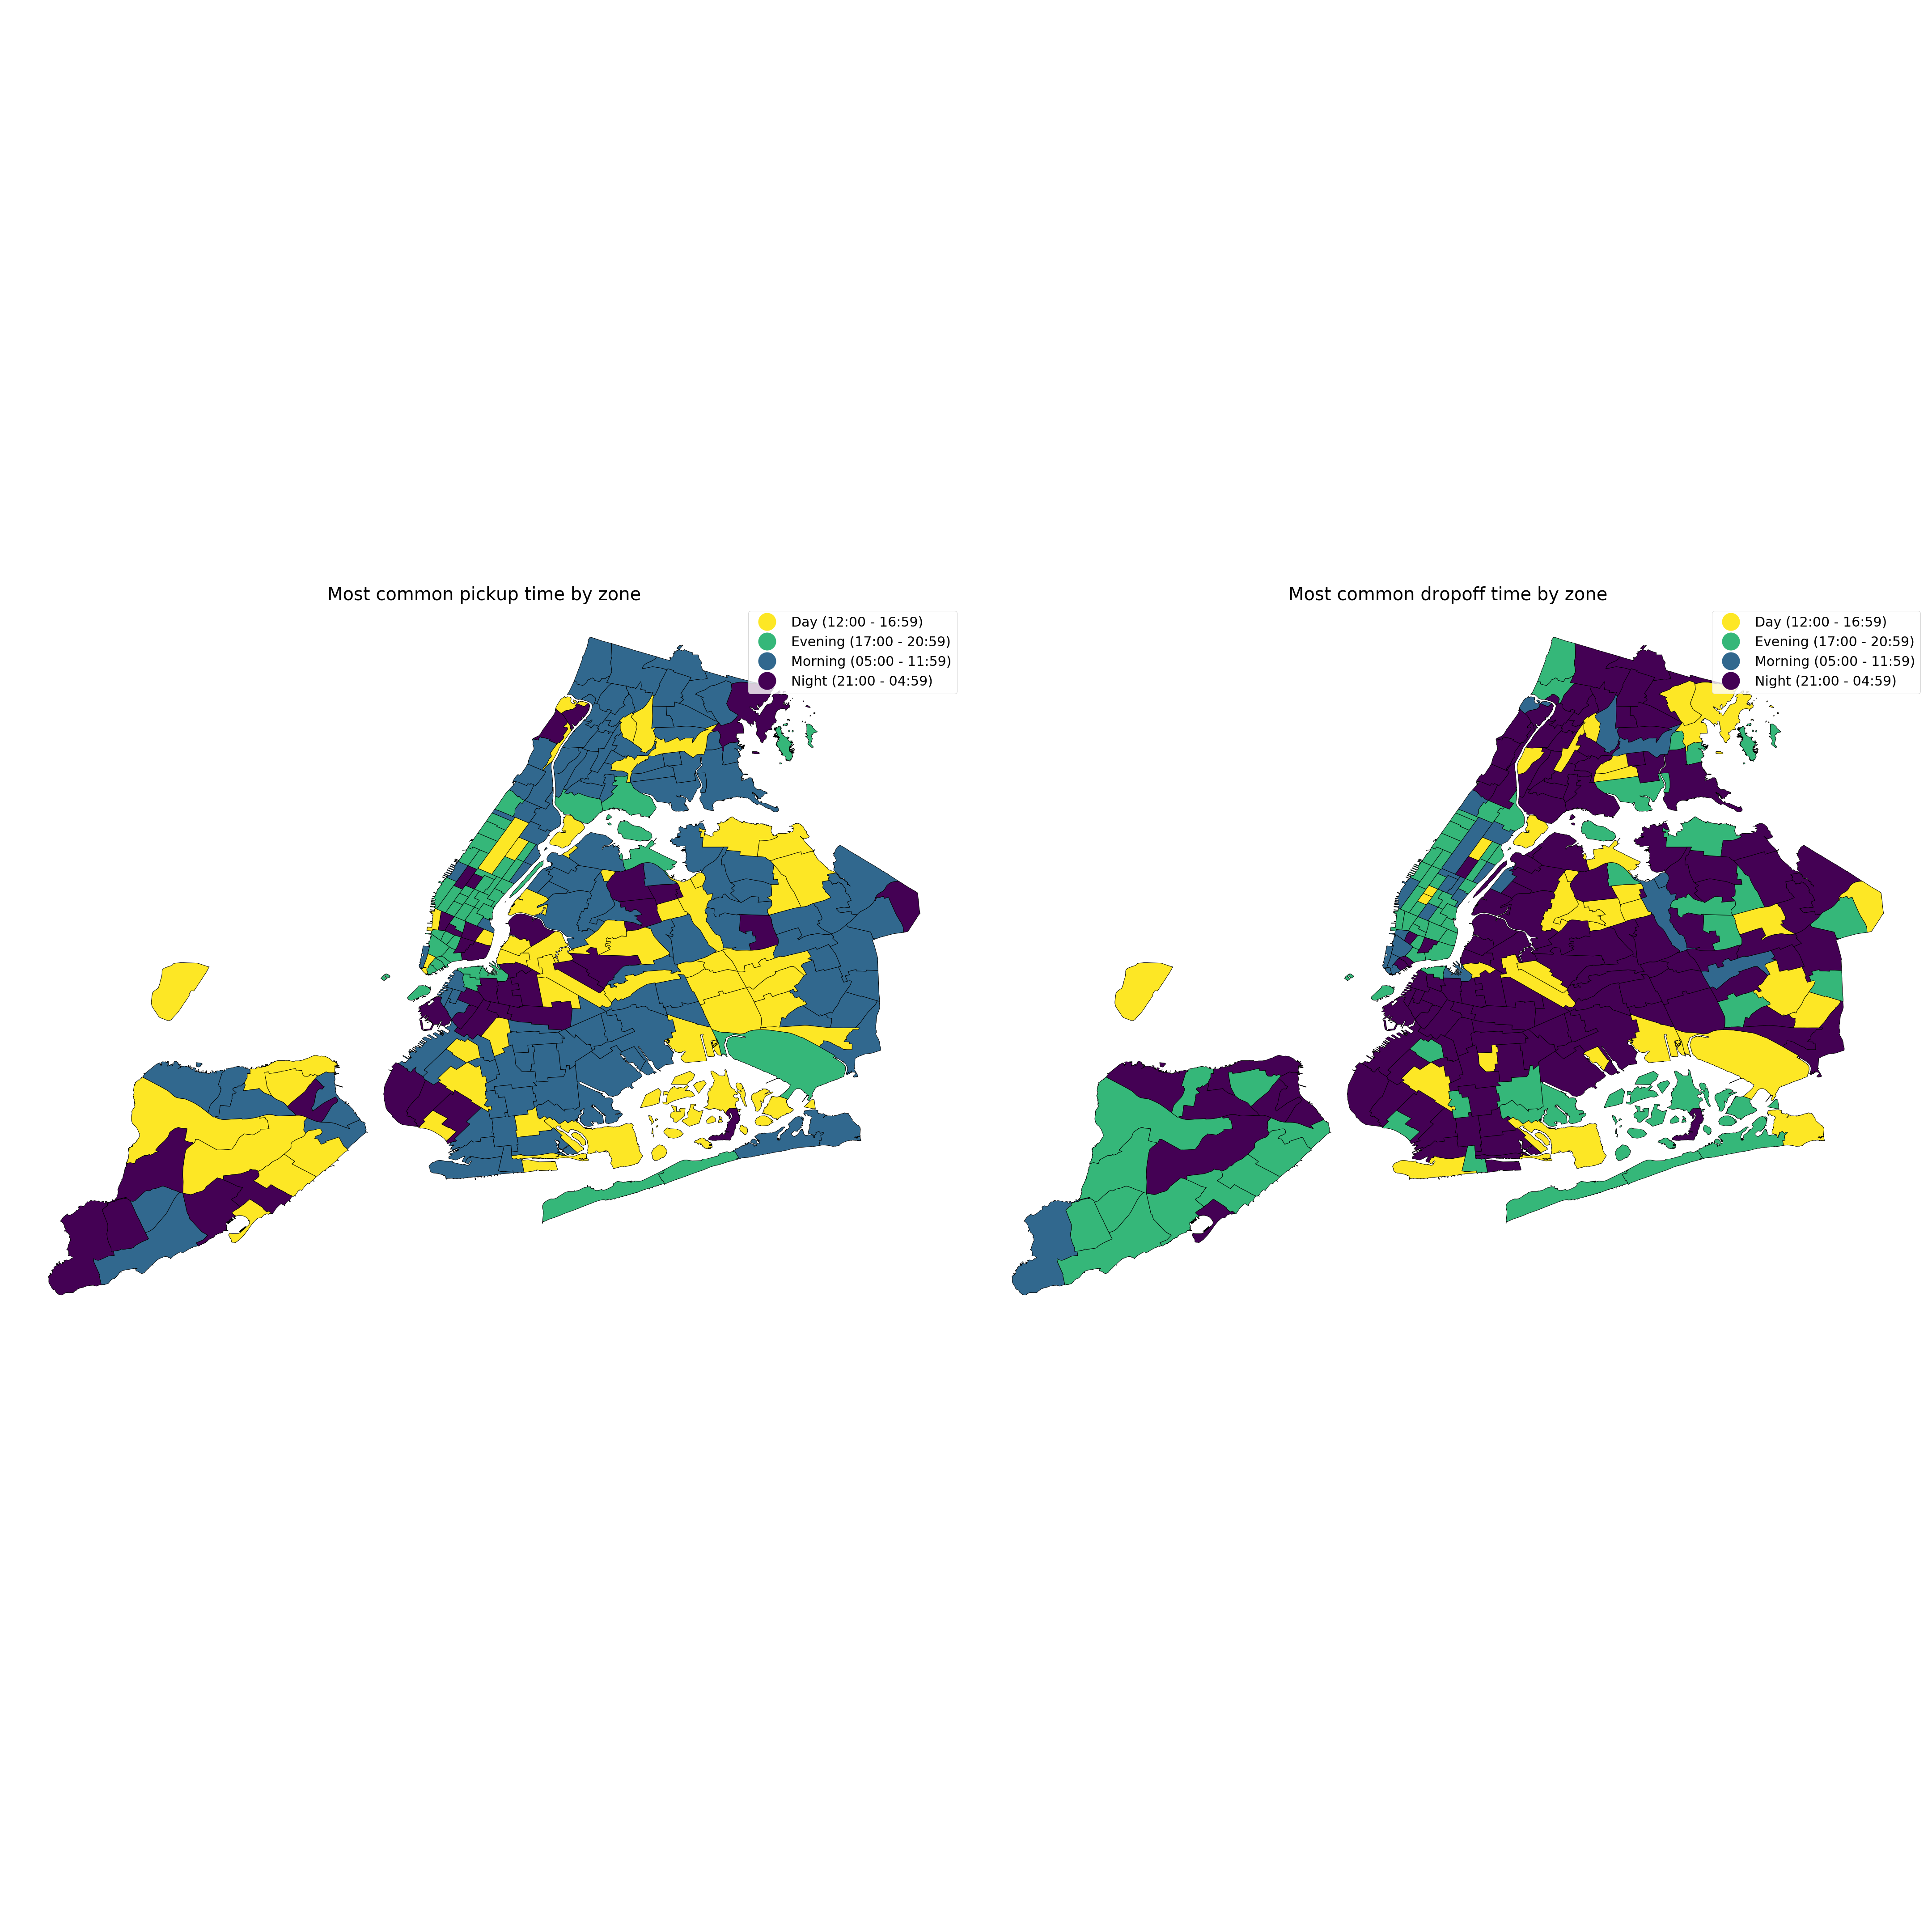 Most common pickup time by zone
Day (12:00 - 16:59)
Evening (17:00 - 20:59)
Morning (05:00 - 11:59)
Night (21:00 - 04:59)
Most common dropoff time by zone
Day (12:00 - 16:59)
Evening (17:00 - 20:59)
Morning (05:00 - 11:59)
Night (21:00 - 04:59)